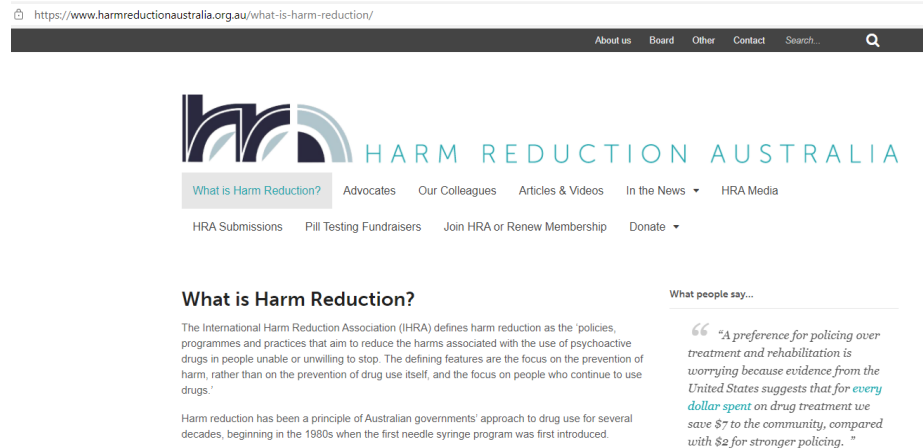 https://www.harmreductionaustralia.org.au/what-is-harm-reduction/
About us Board Other Contact Search...
hra HARM REDUCTION AUSTRALIA
What is Harm Reduction? Advocates Our Colleagues Articles & Videos In the News HRA Media
HRA Submissions Pill Testing Fundraisers Join HRA or Renew Membership Donate
What is Harm Reduction?
The International Harm Reduction Association (IHRA) defines harm reduction as the ‘policies,
programmes and practices that aim to reduce the harms associated with the use of psychoactive
drugs in people unable or unwilling to stop. The defining features are the focus on the prevention of
harm, rather than on the prevention of drug use itself, and the focus on people who continue to use
drugs.’
Harm reduction has been a principle of Australian governments’ approach to drug use for several
decades, beginning in the 1980s when the first needle syringe program was first introduced.
What people say...
“ “A preference for policing over
treatment and rehabilitation is
worrying because evidence from the
United States suggests that for every
dollar spent on drug treatment we
save $7 to the community, compared
with $2 for stronger policing. ”